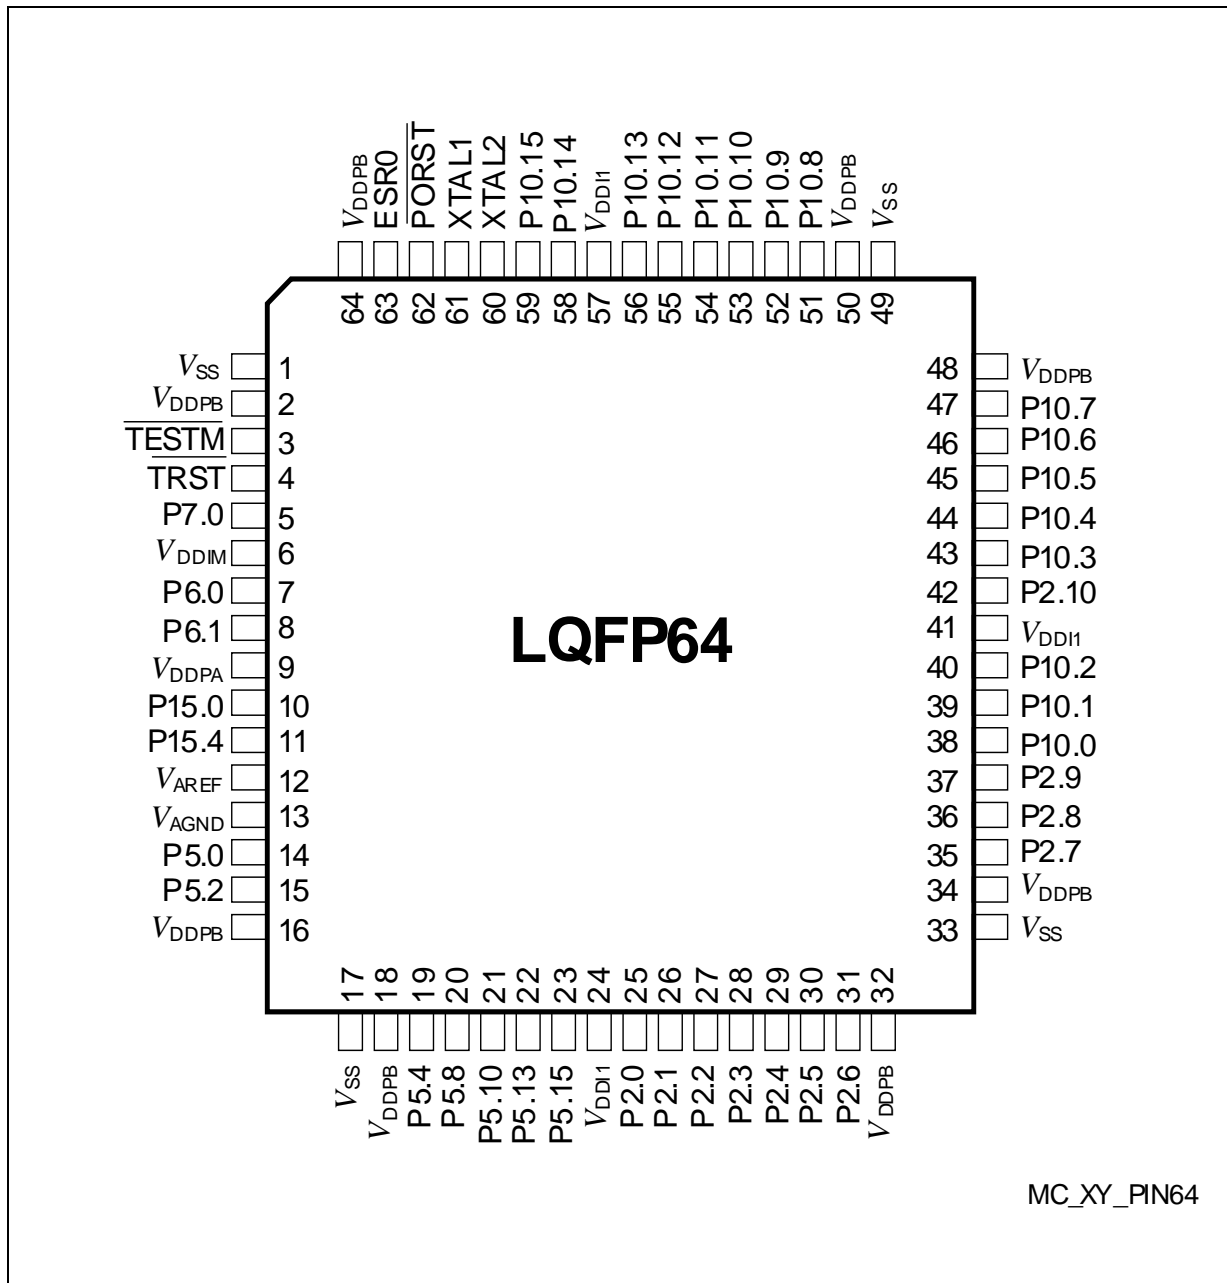 VDDPB ESR0 PORST XTAL1 XTAL2 P10.15 P10.14 VDDI1 P10.13 P10.12 P10.11 P10.10 P10.9 P10.8 VDDPB VSS
64 63 62 61 60 59 58 57 56 55 54 53 52 51 50 49
VSS 1 48 VDDPB
VDDPB 2 47 P10.7
TESTM 3 46 P10.6
TRST 4 45 P10.5
P7.0 5 44 P10.4
VDDIM 6 43 P10.3
P6.0 7 42 P2.10
P6.1 8 41 VDDI1
VDDPA 9 40 P10.2
P15.0 10 39 P10.1
P15.4 11 38 P10.0
VAREF 12 37 P2.9
VAGND 13 36 P2.8
P5.0 14 35 P2.7
P5.2 15 34 VDDPB
VDDPB 16 33 VSS
LQFP64
17 18 19 20 21 22 23 24 25 26 27 28 29 30 31 32
VSS VDDPB P5.4 P5.8 P5.10 P5.13 P5.15 VDDI1 P2.0 P2.1 P2.2 P2.3 P2.4 P2.5 P2.6 VDDPB
MC_XY_PIN64